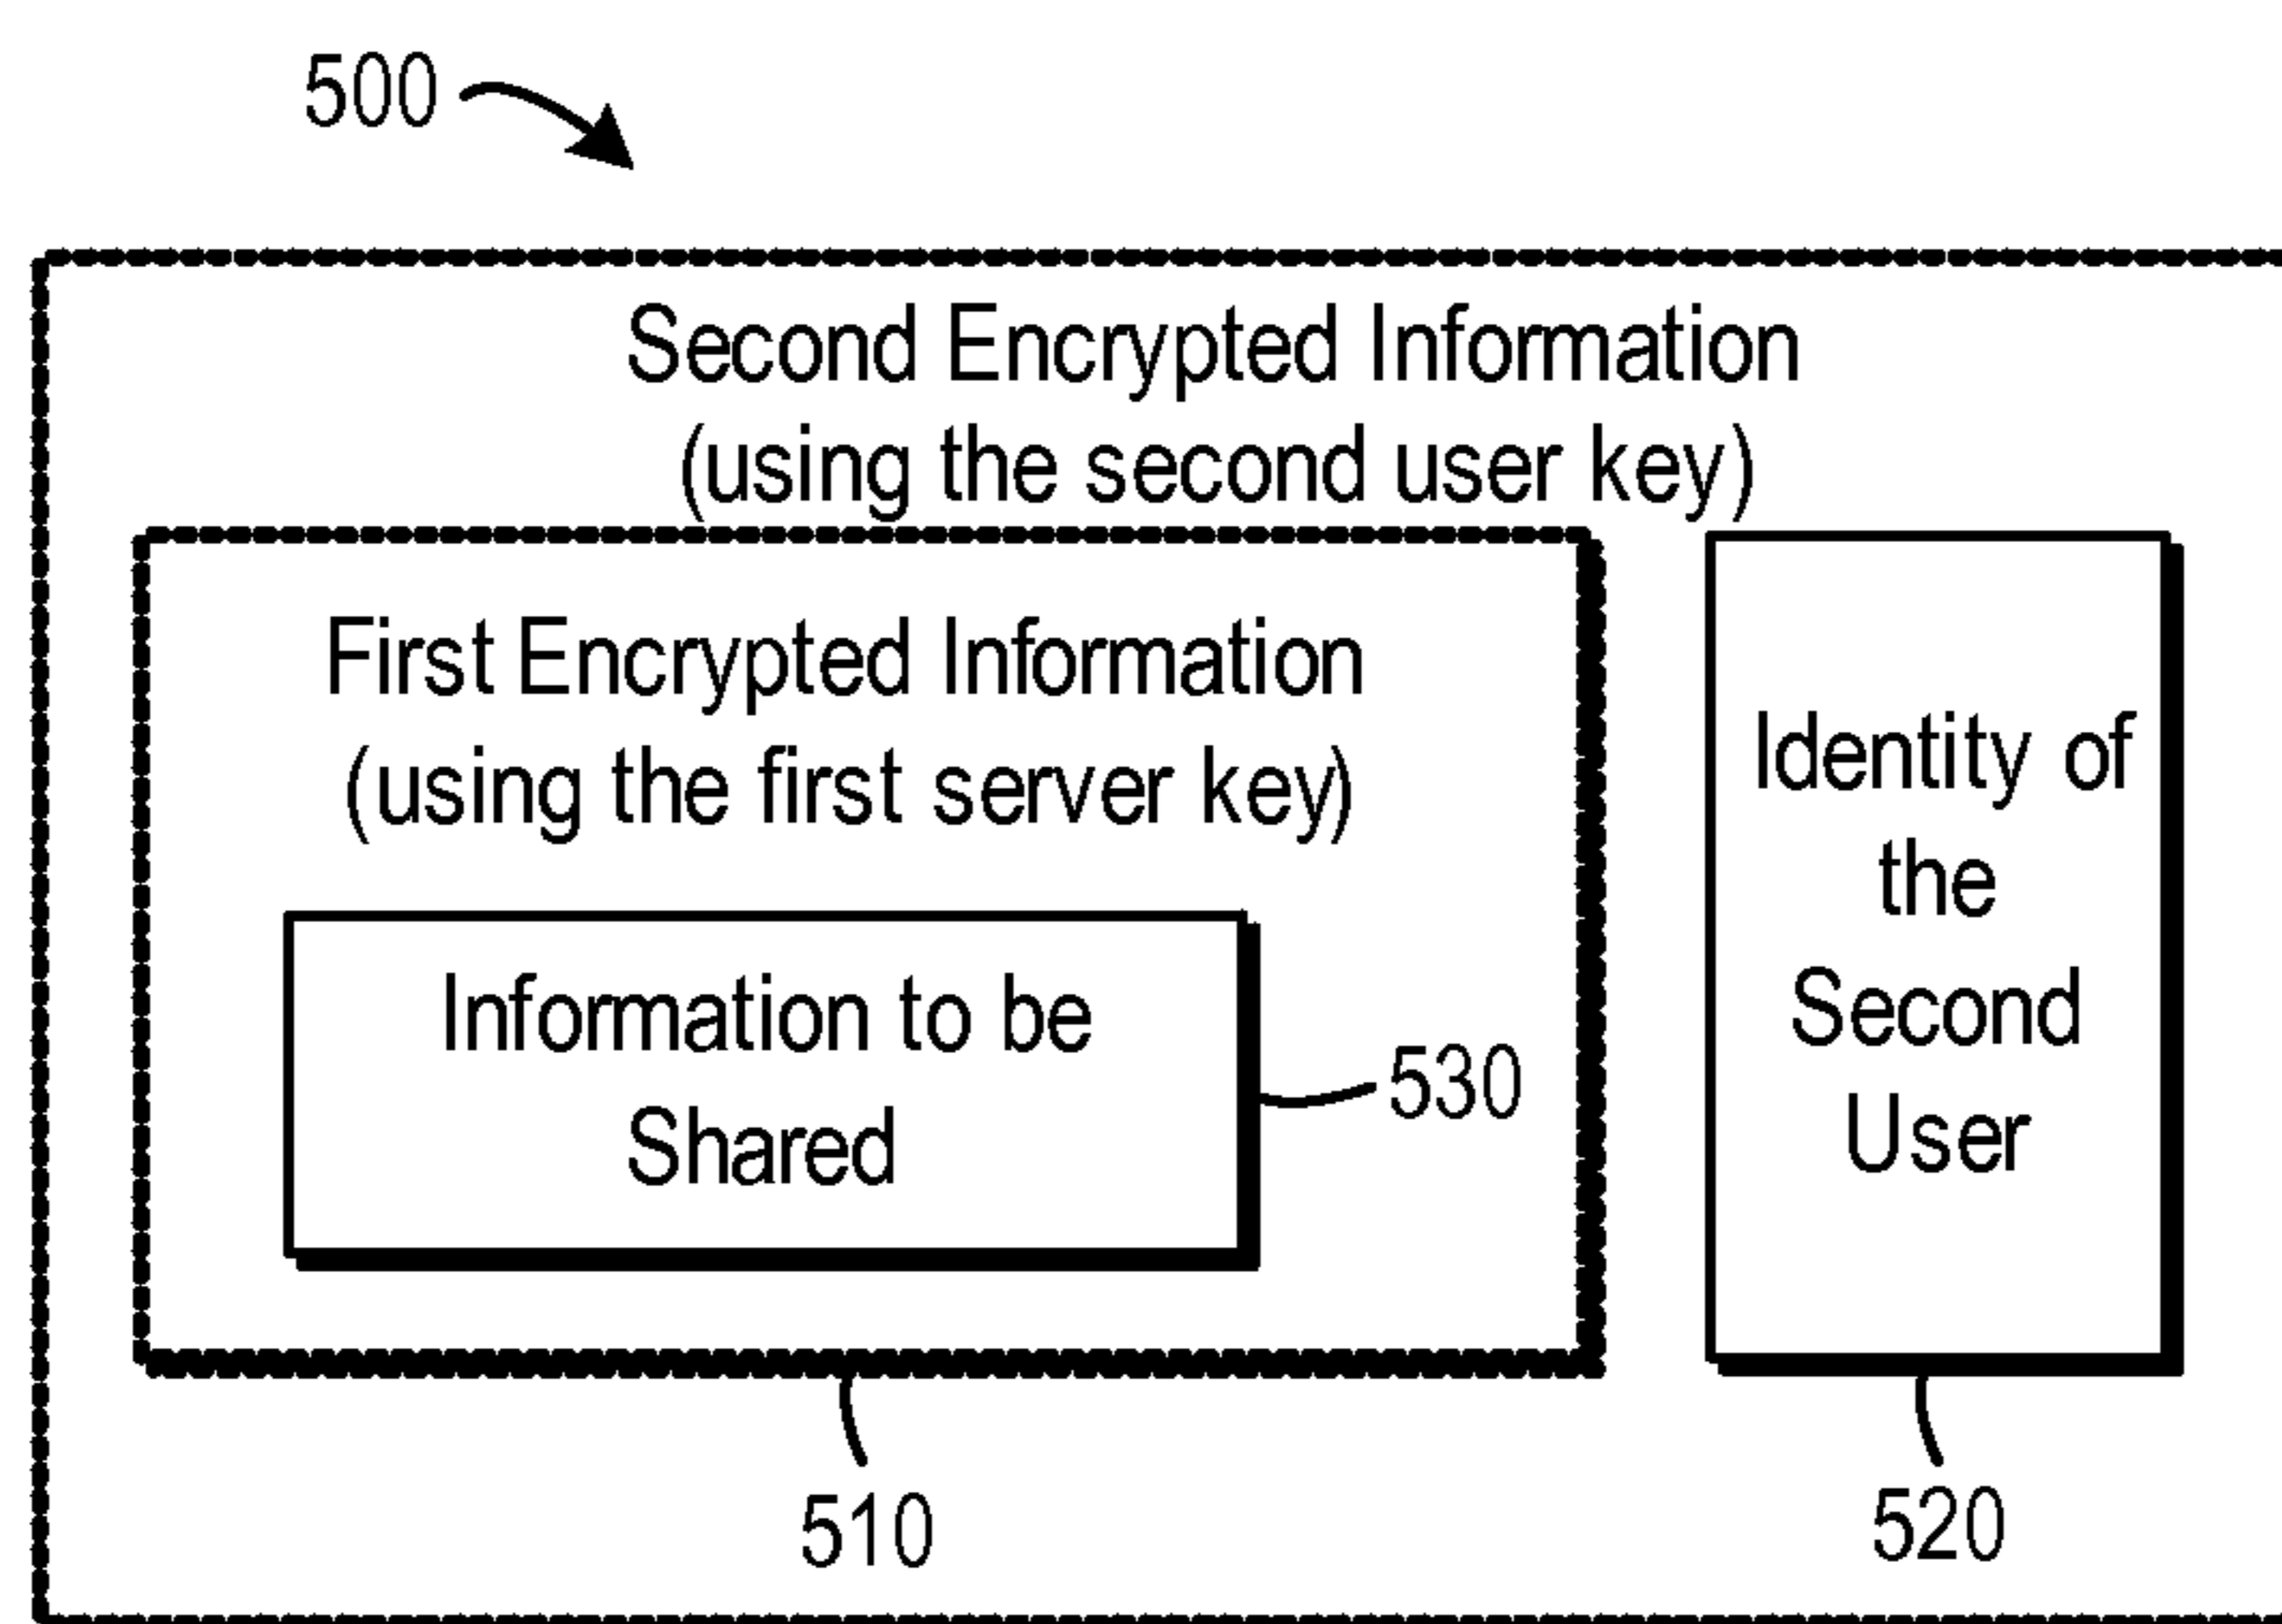 500
Second Encrypted Information
(using the second user key)
First Encrypted Information
(using the first server key)
Information to be
Shared
530
Identity of
the
Second
User
510
520